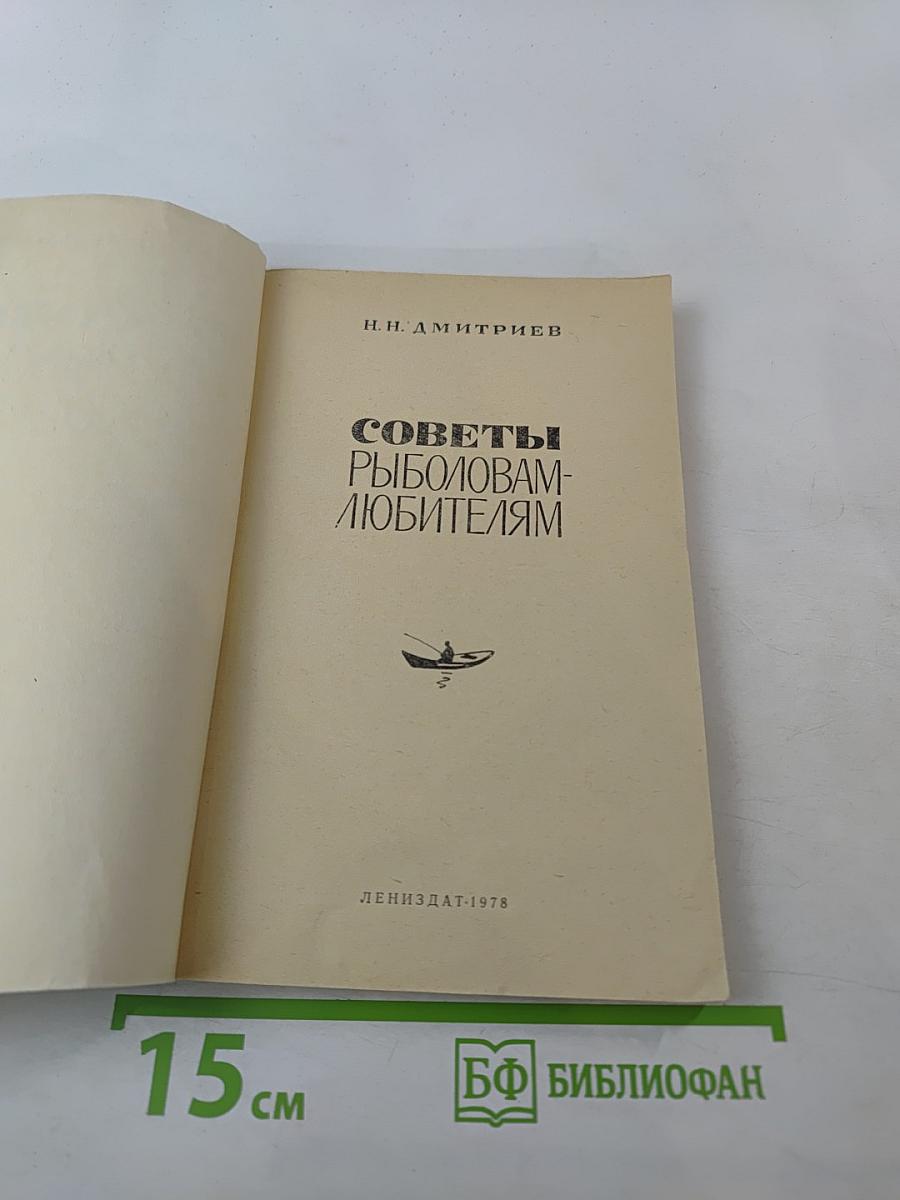 Н. Н. ДМИТРИЕВ
СОВЕТЫ
РЫБОЛОВАМ-
ЛЮБИТЕЛЯМ
ЛЕНИЗДАТ·1978
15 см
БФ БИБЛИОФАН